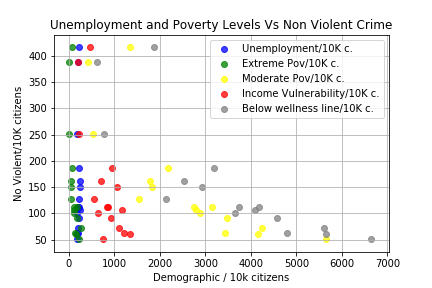 Unemployment and Poverty Levels Vs Non Violent Crime
No Violent/10K citizens
400
350
300
250
200
150
100
50
Unemployment/10K c.
Extreme Pov/10K c.
Moderate Pov/10K c.
Income Vulnerability/10K c.
Below wellness line/10K c.
0 1000 2000 3000 4000 5000 6000 7000
Demographic / 10k citizens